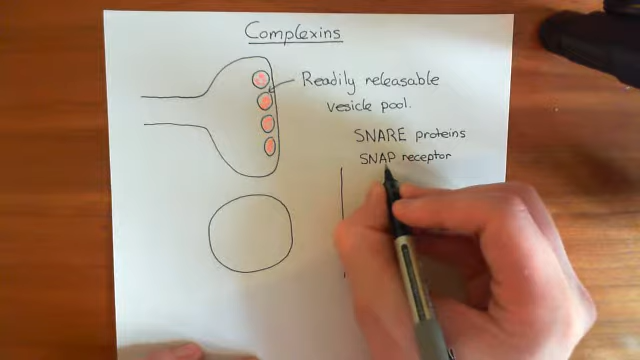 Complexins
Readily releasable
vesicle pool.
SNARE proteins
SNAP receptor